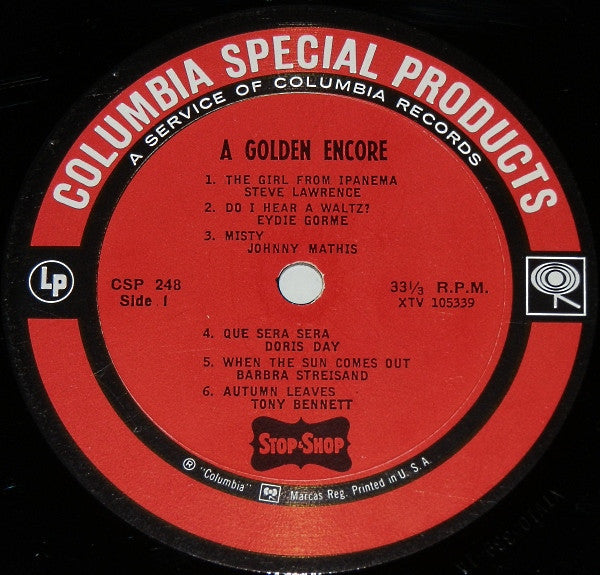 COLUMBIA SPECIAL PRODUCTS
A SERVICE OF COLUMBIA RECORDS
A GOLDEN ENCORE
1. THE GIRL FROM IPANEMA
STEVE LAWRENCE
2. DO I HEAR A WALTZ?
EYDIE GORME
3. MISTY
JOHNNY MATHIS
LP
CSP 248
Side 1
33 1/3 R.P.M.
XTV 105339
4. QUE SERA SERA
DORIS DAY
5. WHEN THE SUN COMES OUT
BARBRA STREISAND
6. AUTUMN LEAVES
TONY BENNETT
STOP & SHOP
® "Columbia" Marcas Reg. Printed in U. S. A.